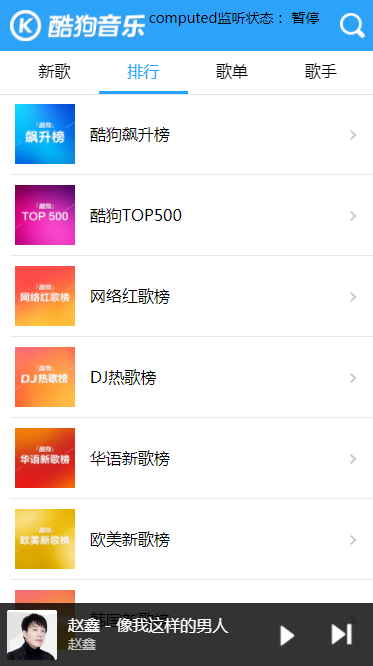 酷狗音乐 computed监听状态： 暂停
新歌 排行 歌单 歌手
「酷狗」
飙升榜
酷狗飙升榜
「酷狗」
TOP 500
酷狗TOP500
「酷狗」
网络红歌榜
网络红歌榜
「酷狗」
DJ热歌榜
DJ热歌榜
「酷狗」
华语新歌榜
华语新歌榜
「酷狗」
欧美新歌榜
欧美新歌榜
韩国新歌榜
赵鑫 - 像我这样的男人
赵鑫